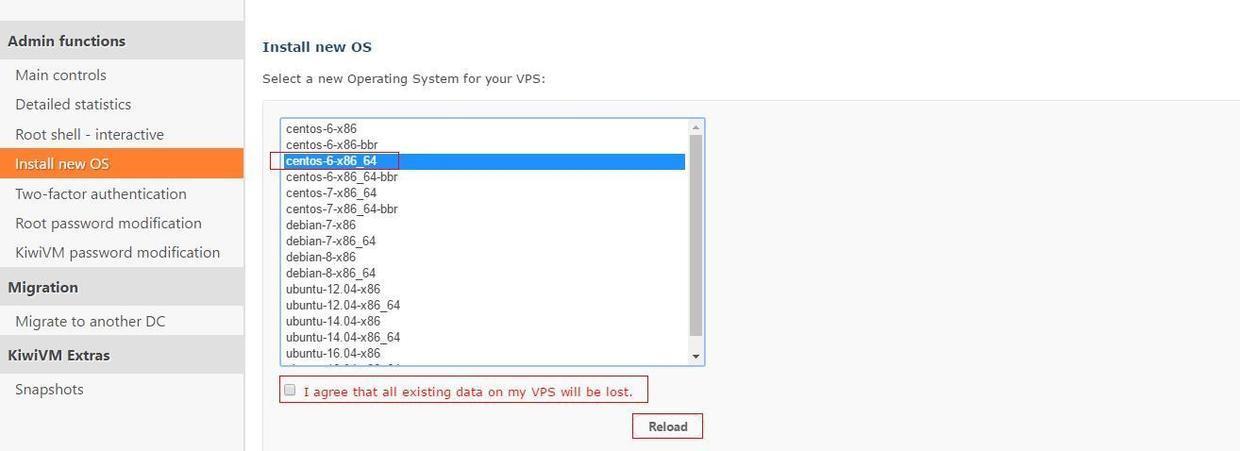 Admin functions
Main controls
Detailed statistics
Root shell - interactive
Install new OS
Two-factor authentication
Root password modification
KiwiVM password modification
Migration
Migrate to another DC
KiwiVM Extras
Snapshots
Install new OS
Select a new Operating System for your VPS:
centos-6-x86
centos-6-x86-bbr
centos-6-x86_64
centos-6-x86_64-bbr
centos-7-x86_64
centos-7-x86_64-bbr
debian-7-x86
debian-7-x86_64
debian-8-x86
debian-8-x86_64
ubuntu-12.04-x86
ubuntu-12.04-x86_64
ubuntu-14.04-x86
ubuntu-14.04-x86_64
ubuntu-16.04-x86
I agree that all existing data on my VPS will be lost.
Reload